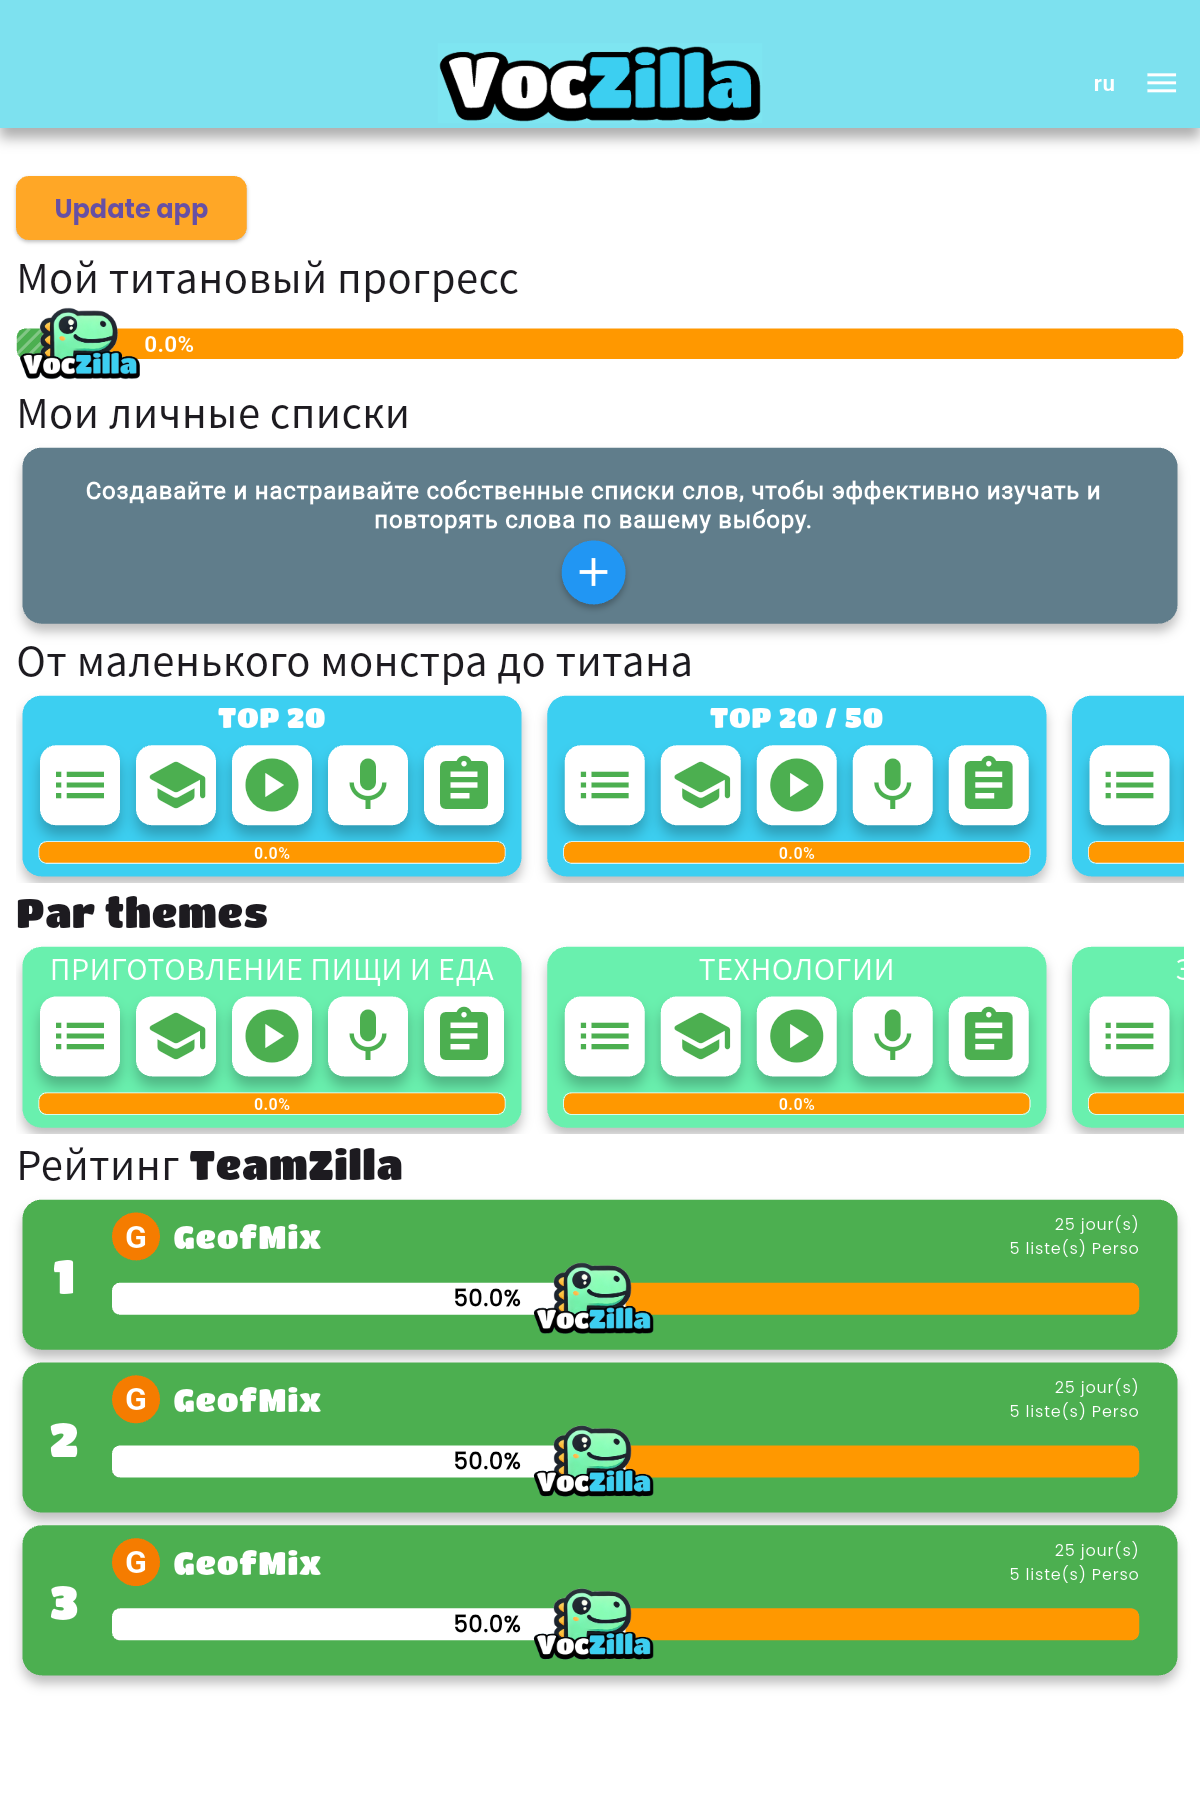 VocZilla
ru
Update app
Мой титановый прогресс
0.0%
VocZilla
Мои личные списки
Создавайте и настраивайте собственные списки слов, чтобы эффективно изучать и
повторять слова по вашему выбору.
От маленького монстра до титана
TOP 20
TOP 20 / 50
0.0%
0.0%
Par themes
ПРИГОТОВЛЕНИЕ ПИЩИ И ЕДА
ТЕХНОЛОГИИ
0.0%
0.0%
Рейтинг TeamZilla
1
G GeofMix
25 jour(s)
5 liste(s) Perso
50.0%
VocZilla
2
G GeofMix
25 jour(s)
5 liste(s) Perso
50.0%
VocZilla
3
G GeofMix
25 jour(s)
5 liste(s) Perso
50.0%
VocZilla